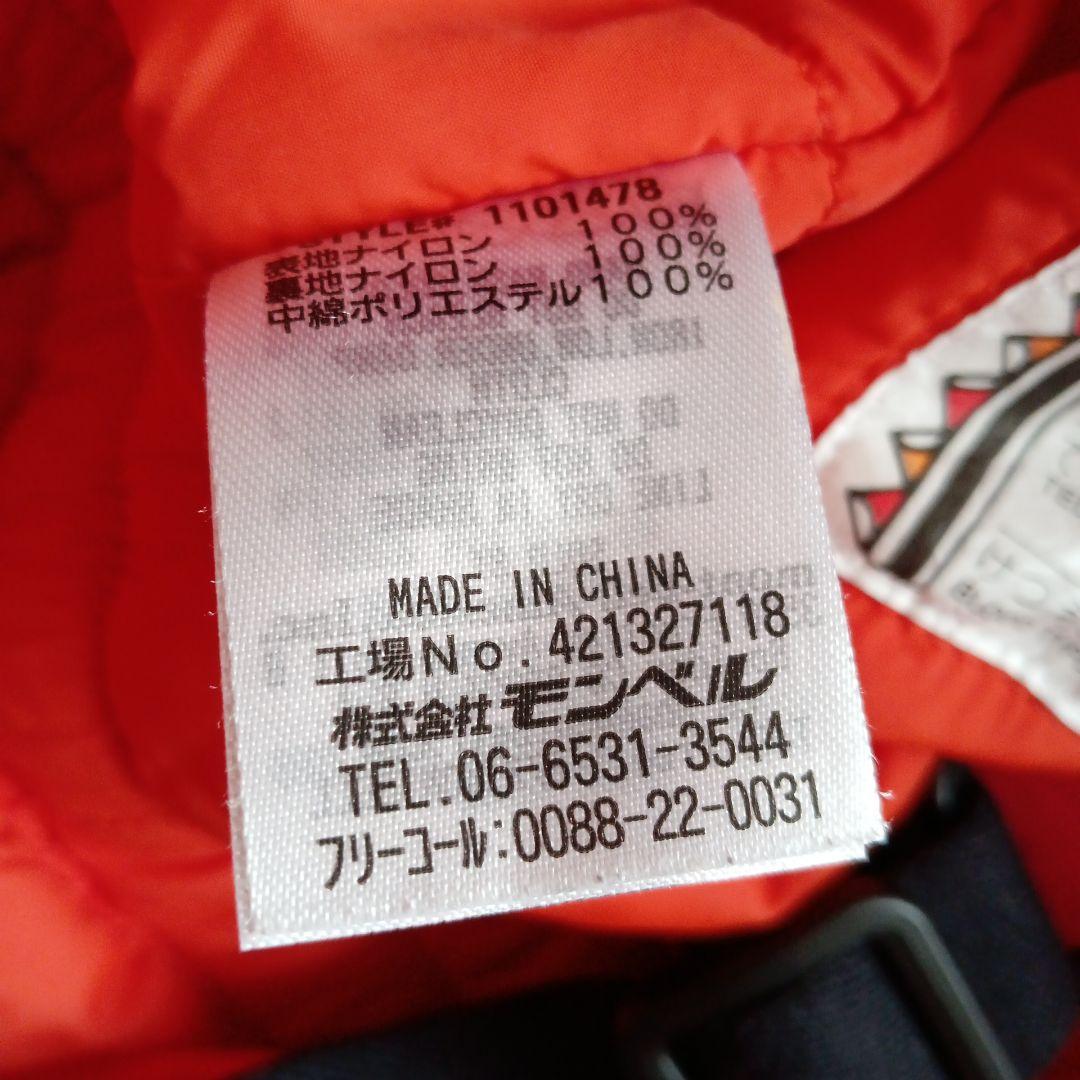 STYLE# 1101478
表地ナイロン 100%
裏地ナイロン 100%
中綿ポリエステル100%
MADE IN CHINA
工場No.421327118
株式会社モンベル
TEL.06-6531-3544
フリーコール:0088-22-0031